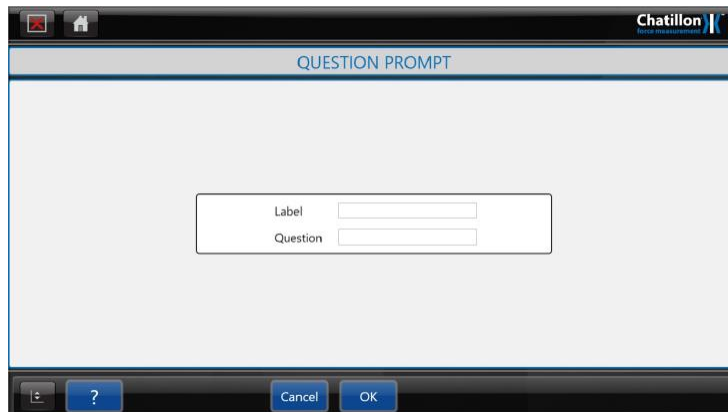 Chatillon
force measurement
QUESTION PROMPT
Label
Question
?
Cancel OK